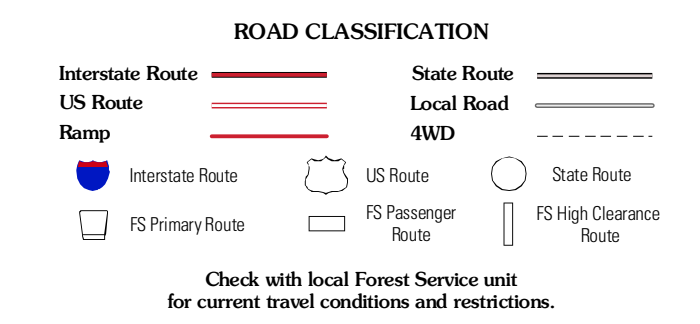 ROAD CLASSIFICATION
Interstate Route
State Route
US Route
Local Road
Ramp
4WD
Interstate Route
US Route
State Route
FS Primary Route
FS Passenger
Route
FS High Clearance
Route
Check with local Forest Service unit
for current travel conditions and restrictions.